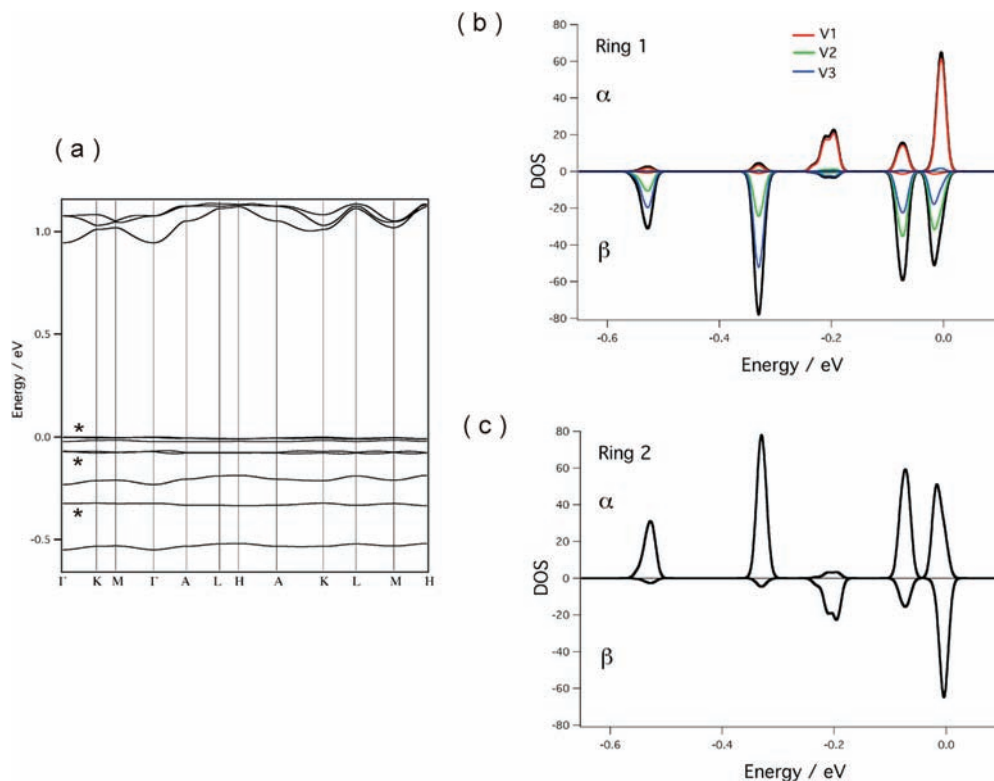 ( a )
Energy / eV
1.0
0.5
0.0
-0.5
*
*
*
Γ K M Γ A L H A K L M H
( b )
Ring 1
V1
V2
V3
α
β
DOS
80
60
40
20
0
-20
-40
-60
-80
-0.6 -0.4 -0.2 0.0
Energy / eV
( c )
Ring 2
α
β
DOS
80
60
40
20
0
-20
-40
-60
-80
-0.6 -0.4 -0.2 0.0
Energy / eV